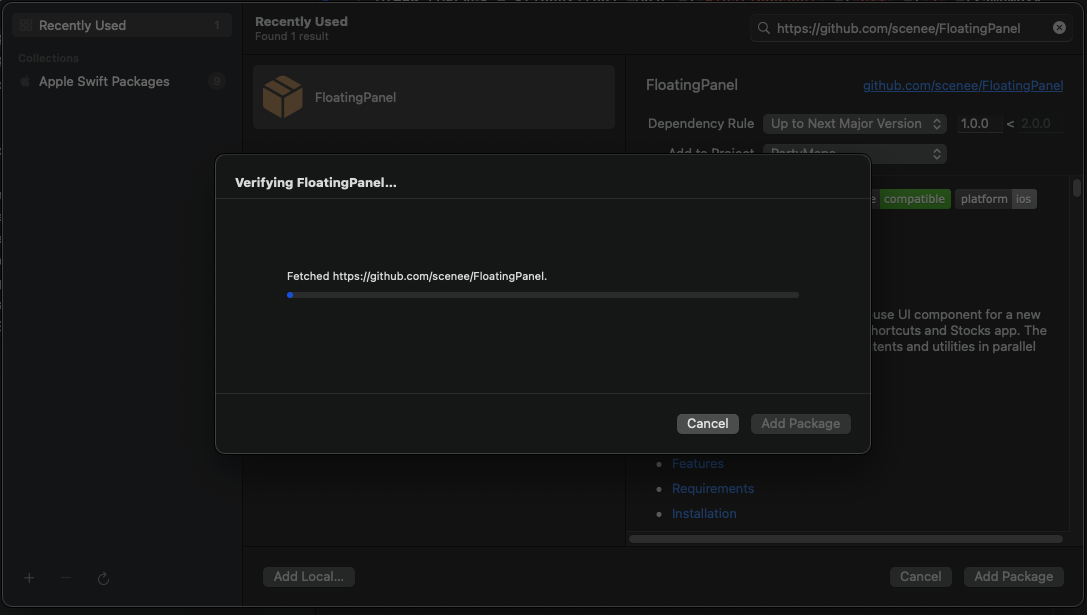 Recently Used
1
Collections
Apple Swift Packages
9
Recently Used
Found 1 result
https://github.com/scenee/FloatingPanel
FloatingPanel
FloatingPanel
github.com/scenee/FloatingPanel
Dependency Rule
Up to Next Major Version
1.0.0 < 2.0.0
Add to Project
PartyMaps
compatible
platform ios
Verifying FloatingPanel...
Fetched https://github.com/scenee/FloatingPanel.
Cancel
Add Package
use UI component for a new
hortcuts and Stocks app. The
tents and utilities in parallel
• Features
• Requirements
• Installation
Add Local...
Cancel
Add Package